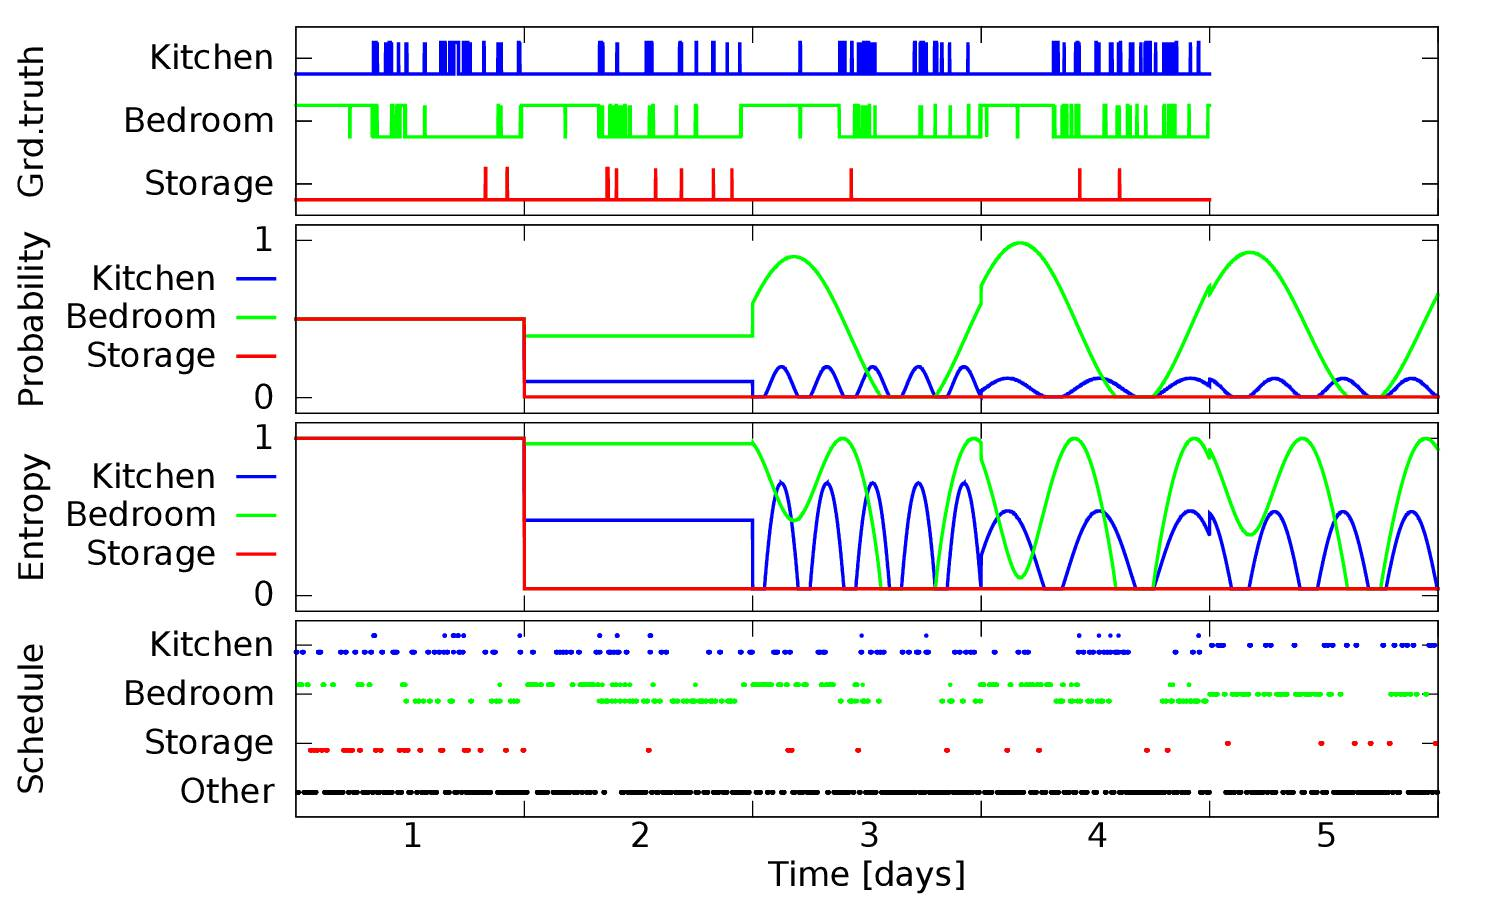 Grd.truth
Kitchen
Bedroom
Storage
Probability
1
Kitchen
Bedroom
Storage
0
Entropy
1
Kitchen
Bedroom
Storage
0
Schedule
Kitchen
Bedroom
Storage
Other
1 2 3 4 5
Time [days]